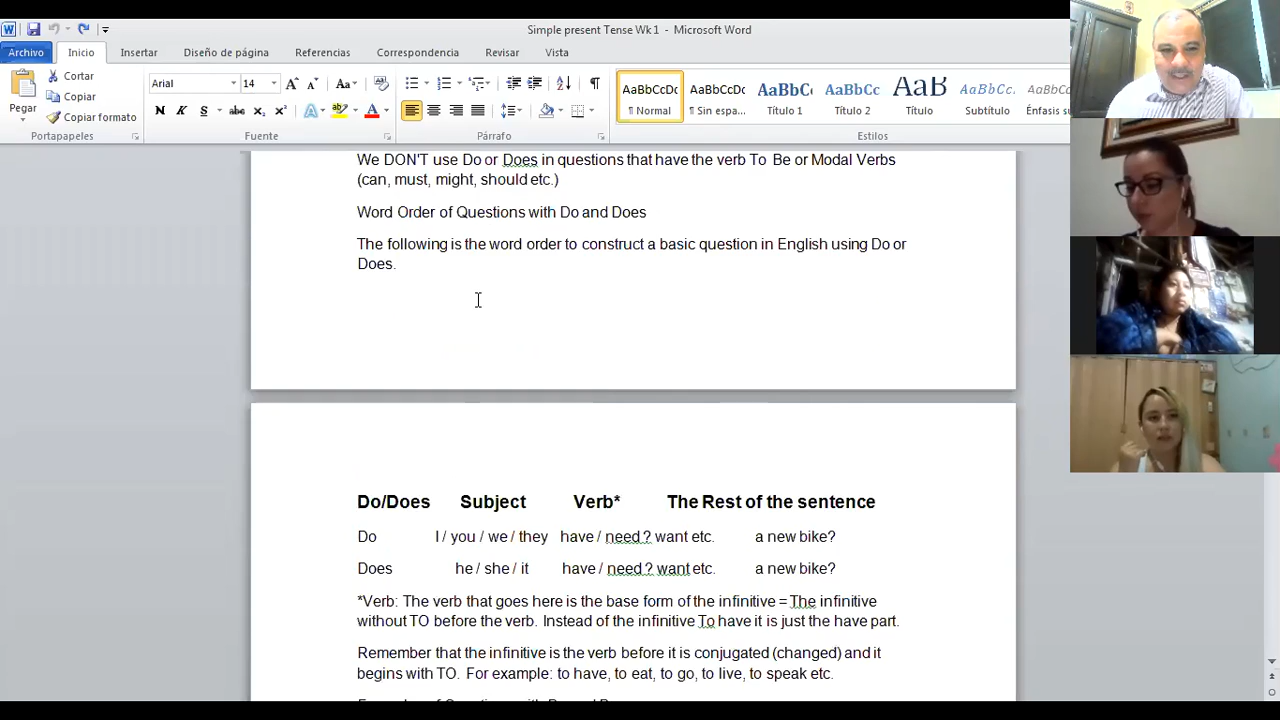 Simple present Tense Wk 1 - Microsoft Word
Archivo Inicio Insertar Diseño de página Referencias Correspondencia Revisar Vista
Cortar
Copiar
Copiar formato
Pegar
Portapapeles
Arial 14
N K S abc x₂ x²
Fuente
Párrafo
AaBbCcDc AaBbCcDc AaBbC AaBbCc AaB AaBbCc. AaBbCc
¶ Normal ¶ Sin espa... Título 1 Título 2 Título Subtítulo Énfasis su
Estilos
We DON'T use Do or Does in questions that have the verb To Be or Modal Verbs
(can, must, might, should etc.)
Word Order of Questions with Do and Does
The following is the word order to construct a basic question in English using Do or
Does.
Do/Does Subject Verb* The Rest of the sentence
Do I / you / we / they have / need ? want etc. a new bike?
Does he / she / it have / need ? want etc. a new bike?
*Verb: The verb that goes here is the base form of the infinitive = The infinitive
without TO before the verb. Instead of the infinitive To have it is just the have part.
Remember that the infinitive is the verb before it is conjugated (changed) and it
begins with TO. For example: to have, to eat, to go, to live, to speak etc.